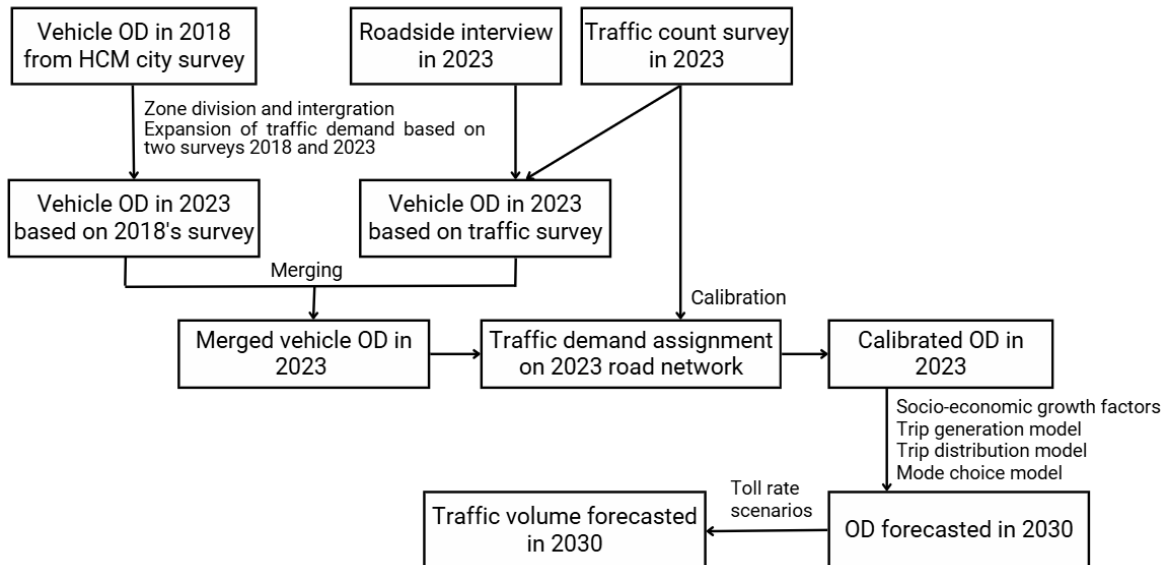 Vehicle OD in 2018
from HCM city survey
Roadside interview
in 2023
Traffic count survey
in 2023
Zone division and intergration
Expansion of traffic demand based on
two surveys 2018 and 2023
Vehicle OD in 2023
based on 2018's survey
Vehicle OD in 2023
based on traffic survey
Merging
Calibration
Merged vehicle OD in
2023
Traffic demand assignment
on 2023 road network
Calibrated OD in
2023
Socio-economic growth factors
Trip generation model
Trip distribution model
Mode choice model
Toll rate
scenarios
Traffic volume forecasted
in 2030
OD forecasted in 2030